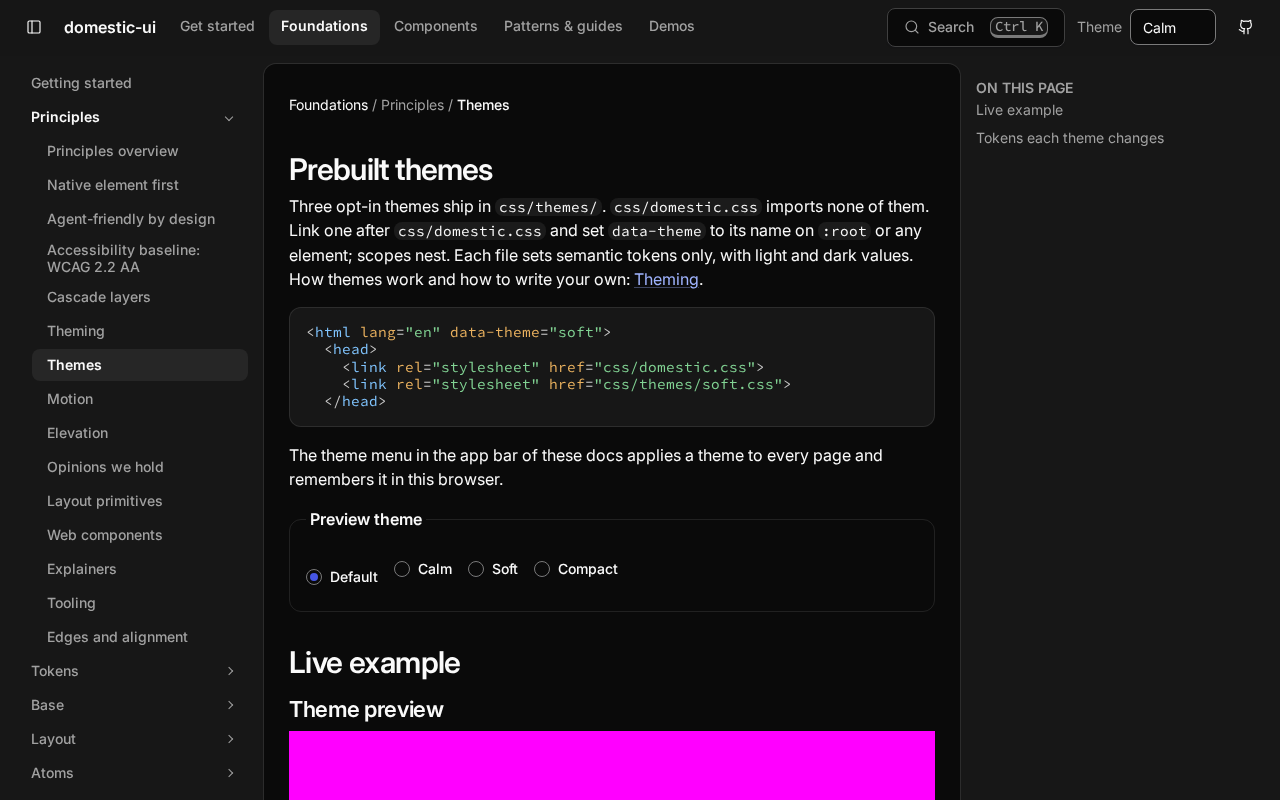 domestic-ui
Get started
Foundations
Components
Patterns & guides
Demos
Search
Ctrl K
Theme
Calm
Getting started
Principles
Principles overview
Native element first
Agent-friendly by design
Accessibility baseline:
WCAG 2.2 AA
Cascade layers
Theming
Themes
Motion
Elevation
Opinions we hold
Layout primitives
Web components
Explainers
Tooling
Edges and alignment
Tokens
Base
Layout
Atoms
Foundations / Principles / Themes
Prebuilt themes
Three opt-in themes ship in css/themes/. css/domestic.css imports none of them.
Link one after css/domestic.css and set data-theme to its name on :root or any
element; scopes nest. Each file sets semantic tokens only, with light and dark values.
How themes work and how to write your own: Theming.
<html lang="en" data-theme="soft">
  <head>
    <link rel="stylesheet" href="css/domestic.css">
    <link rel="stylesheet" href="css/themes/soft.css">
  </head>
The theme menu in the app bar of these docs applies a theme to every page and
remembers it in this browser.
Preview theme
Default
Calm
Soft
Compact
Live example
Theme preview
ON THIS PAGE
Live example
Tokens each theme changes